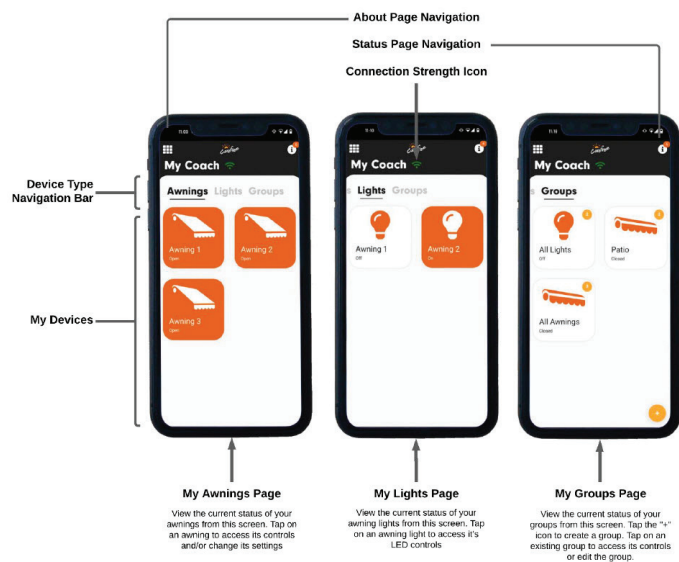 About Page Navigation
Status Page Navigation
Connection Strength Icon
Device Type
Navigation Bar
My Devices
My Coach
Awnings Lights Groups
Awning 1
Open
Awning 2
Open
Awning 3
Open
My Coach
s Lights Groups
Awning 1
Off
Awning 2
On
My Coach
s Groups
All Lights
Off
Patio
Closed
All Awnings
Closed
+
My Awnings Page
View the current status of your
awnings from this screen. Tap on
an awning to access its controls
and/or change its settings
My Lights Page
View the current status of your
awning lights from this screen. Tap
on an awning light to access it's
LED controls
My Groups Page
View the current status of your
groups from this screen. Tap the "+"
icon to create a group. Tap on an
existing group to access its controls
or edit the group.